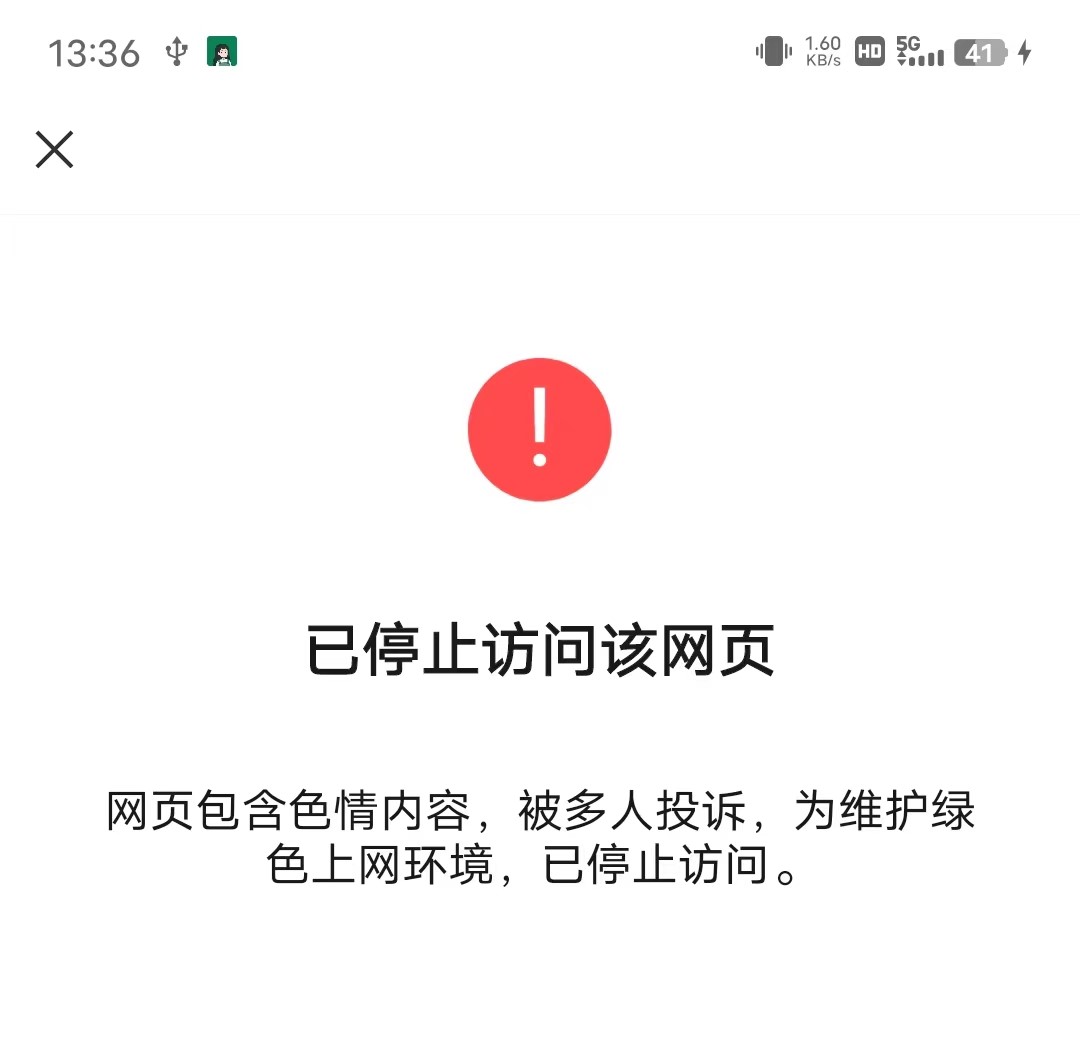 13:36
1.60
KB/s
HD
5G
41
已停止访问该网页
网页包含色情内容，被多人投诉，为维护绿
色上网环境，已停止访问。